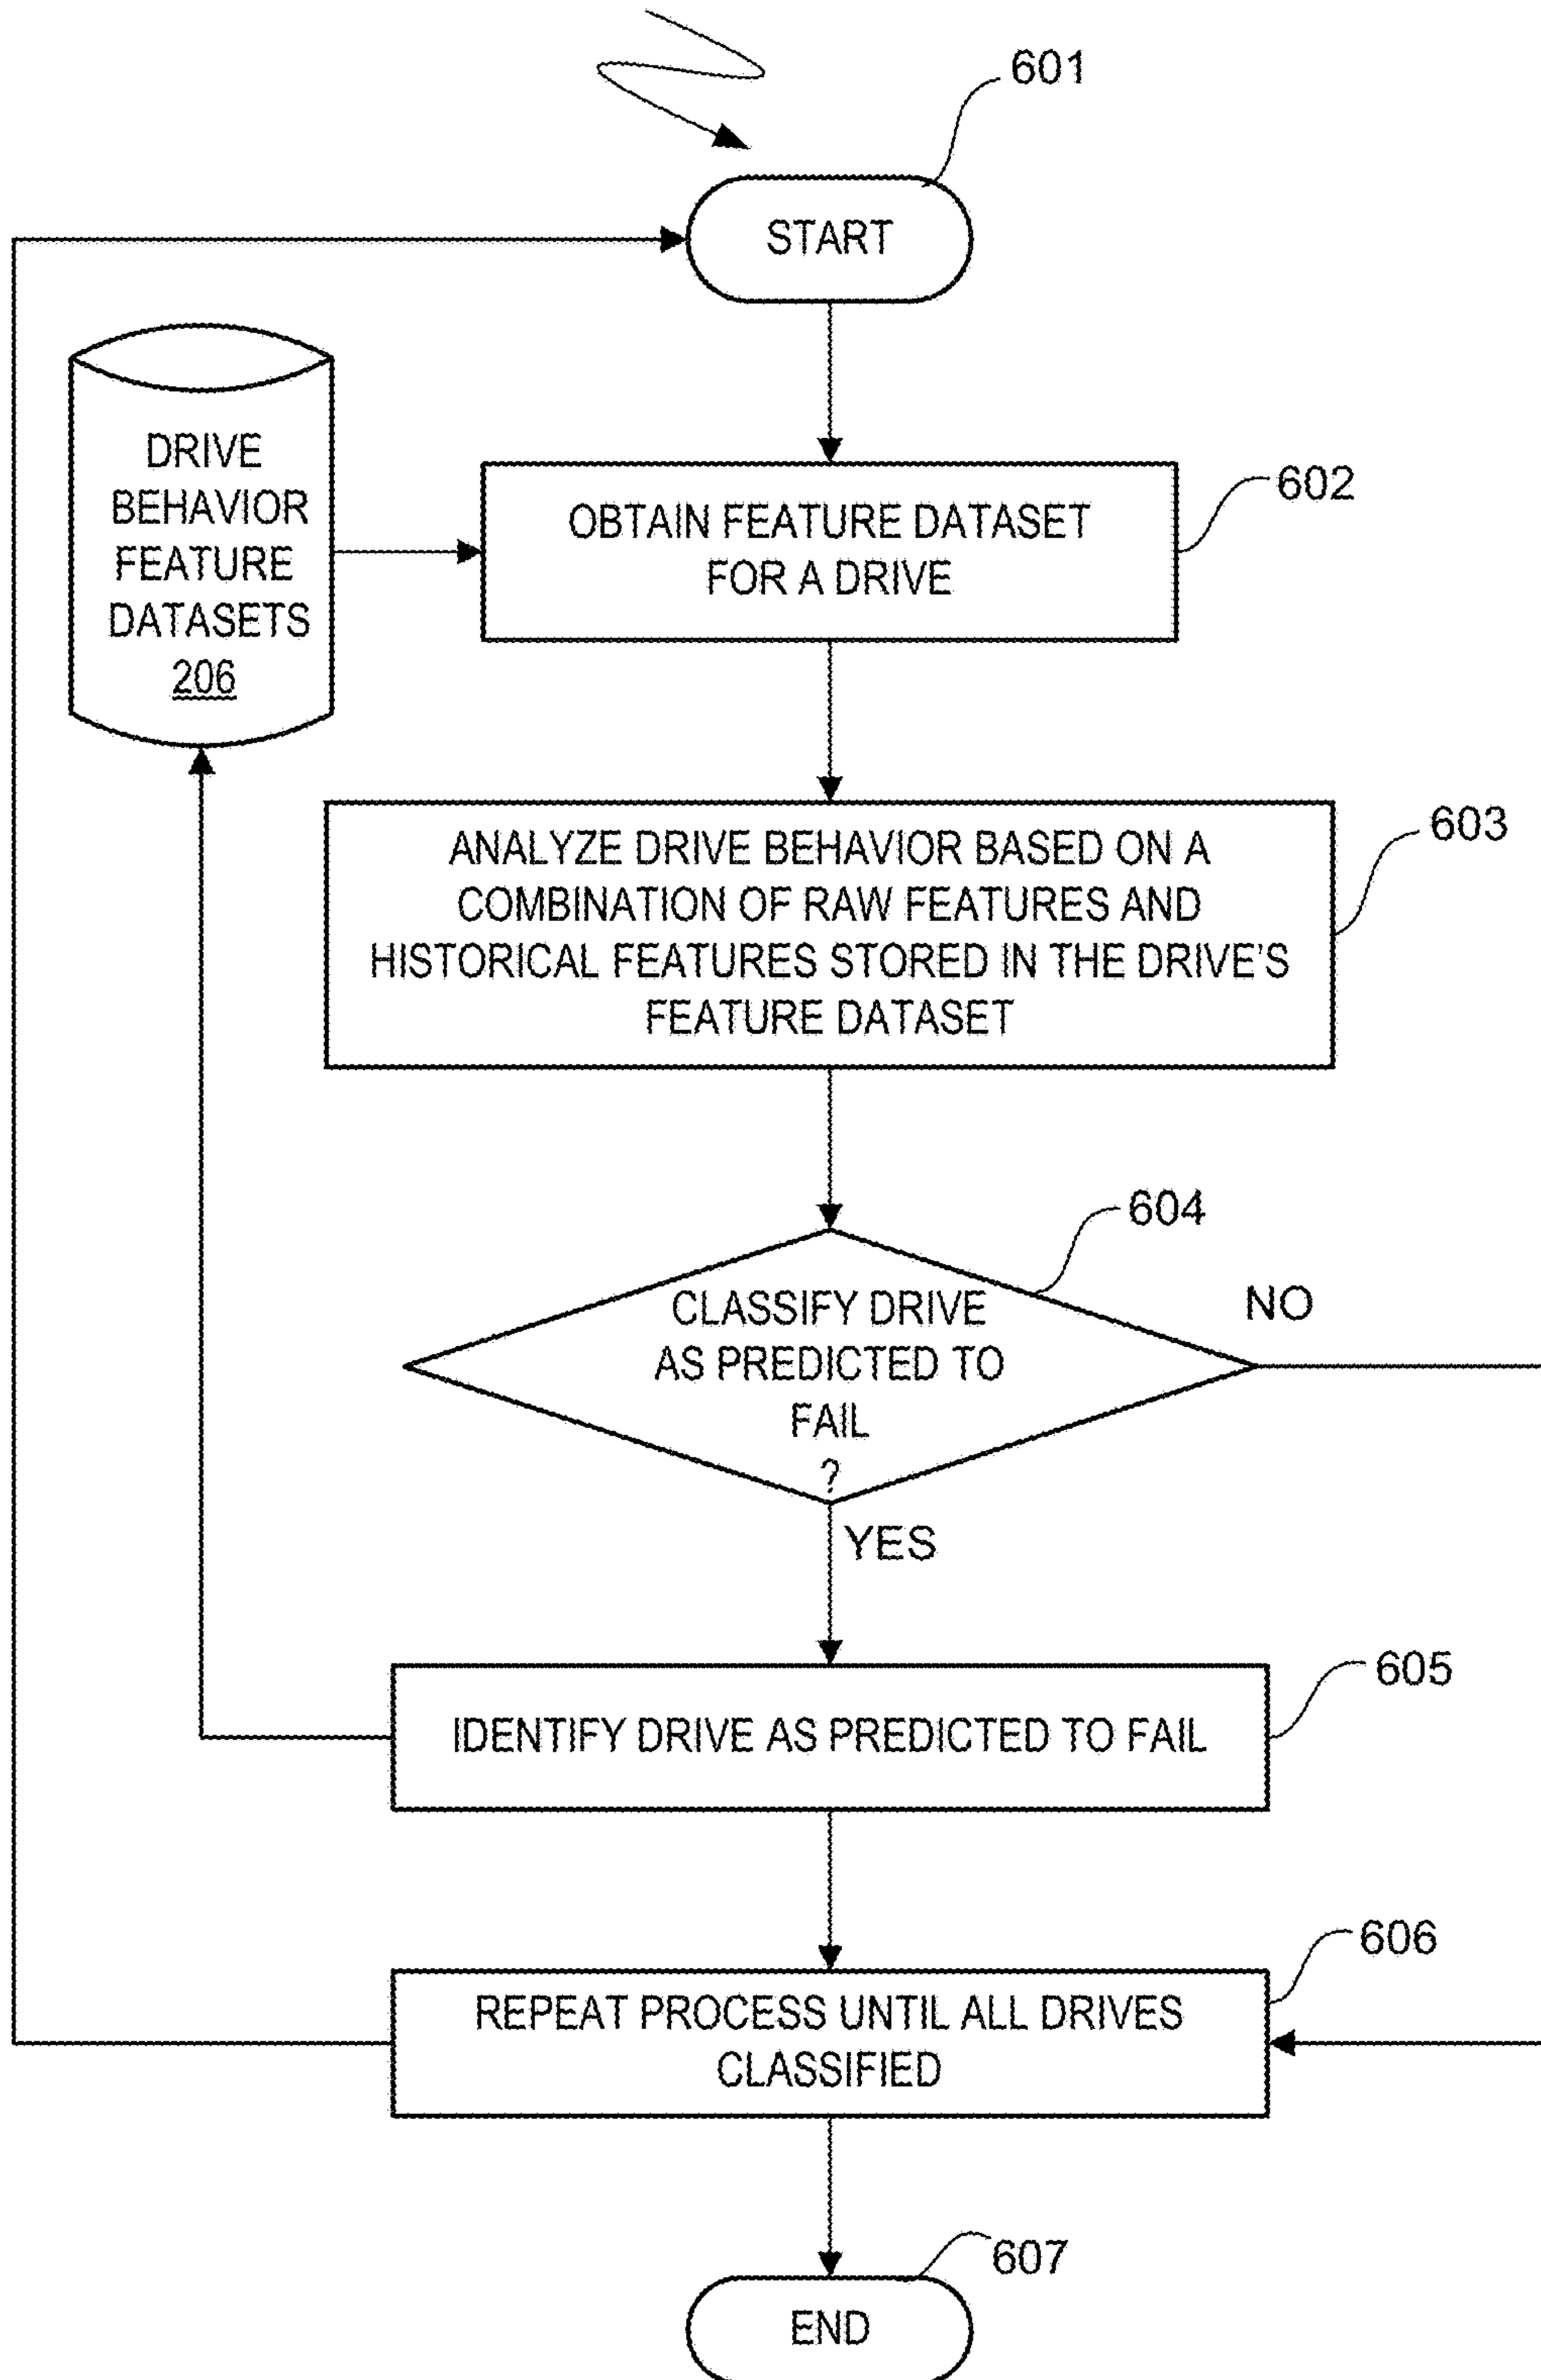 601
START
DRIVE
BEHAVIOR
FEATURE
DATASETS
206
OBTAIN FEATURE DATASET
FOR A DRIVE
602
ANALYZE DRIVE BEHAVIOR BASED ON A
COMBINATION OF RAW FEATURES AND
HISTORICAL FEATURES STORED IN THE DRIVE'S
FEATURE DATASET
603
604
CLASSIFY DRIVE
AS PREDICTED TO
FAIL
?
NO
YES
605
IDENTIFY DRIVE AS PREDICTED TO FAIL
606
REPEAT PROCESS UNTIL ALL DRIVES
CLASSIFIED
607
END